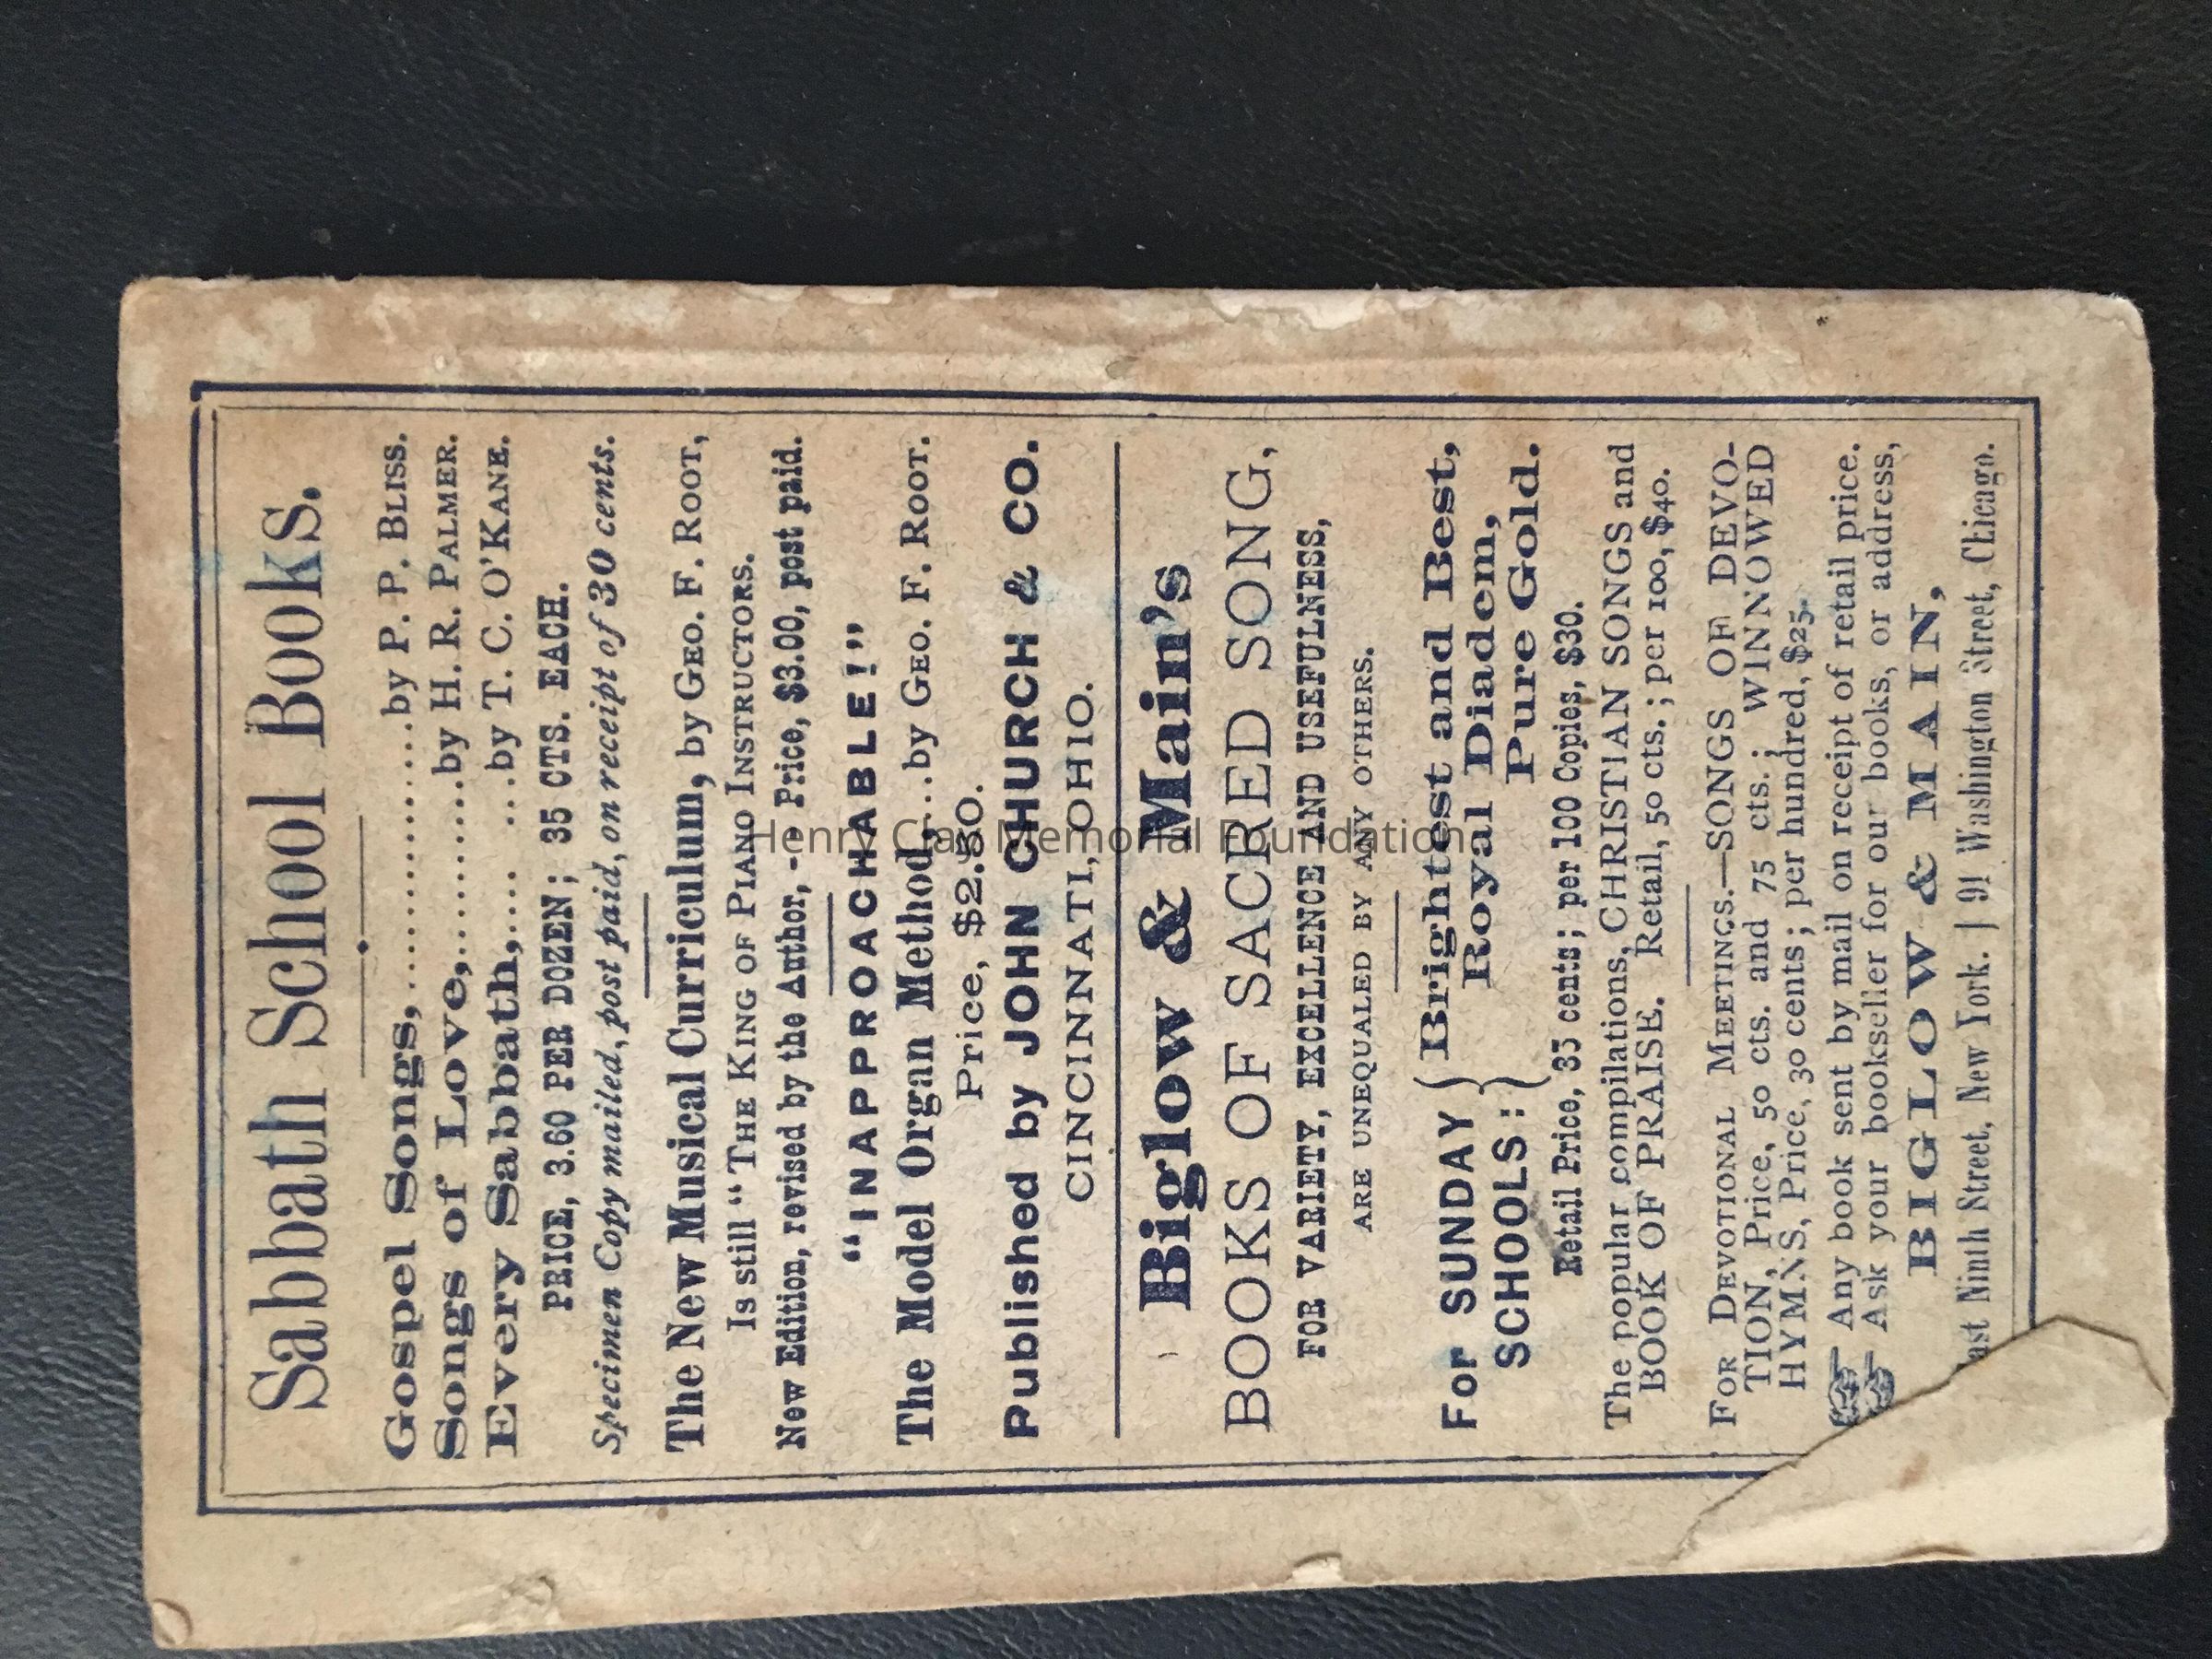 Sabbath School Books.
Gospel Songs,..............by P. P. BLISS.
Songs of Love,..........by H. R. PALMER.
Every Sabbath,.... ...by T. C. O'KANE.
PRICE, 3.60 PER DOZEN; 35 CTS. EACH.
Specimen Copy mailed, post paid, on receipt of 30 cents.
The New Musical Curriculum, by GEO. F. ROOT,
Is still "THE KING OF PIANO INSTRUCTORS.
New Edition, revised by the Author, -- Price, $3.00, post paid.
"INAPPROACHABLE!"
The Model Organ Method,...by GEO. F. ROOT.
Price, $2.50.
Published by JOHN CHURCH & CO.
CINCINNATI, OHIO.
Biglow & Main's
BOOKS OF SACRED SONG,
FOR VARIETY, EXCELLENCE AND USEFULNESS,
ARE UNEQUALED BY ANY OTHERS.
For SUNDAY SCHOOLS: { Brightest and Best,
Royal Diadem,
Pure Gold.
Retail Price, 35 cents; per 100 Copies, $30.
The popular compilations, CHRISTIAN SONGS and
BOOK OF PRAISE. Retail, 50 cts.; per 100, $40.
FOR DEVOTIONAL MEETINGS.—SONGS OF DEVO-
TION, Price, 50 cts. and 75 cts.; WINNOWED
HYMNS, Price, 30 cents; per hundred, $25.
☞ Any book sent by mail on receipt of retail price.
☞ Ask your bookseller for our books, or address,
BIGLOW & MAIN,
Ninth Street, New York. | 91 Washington Street, Chicago.
Henry Clay Memorial Foundation